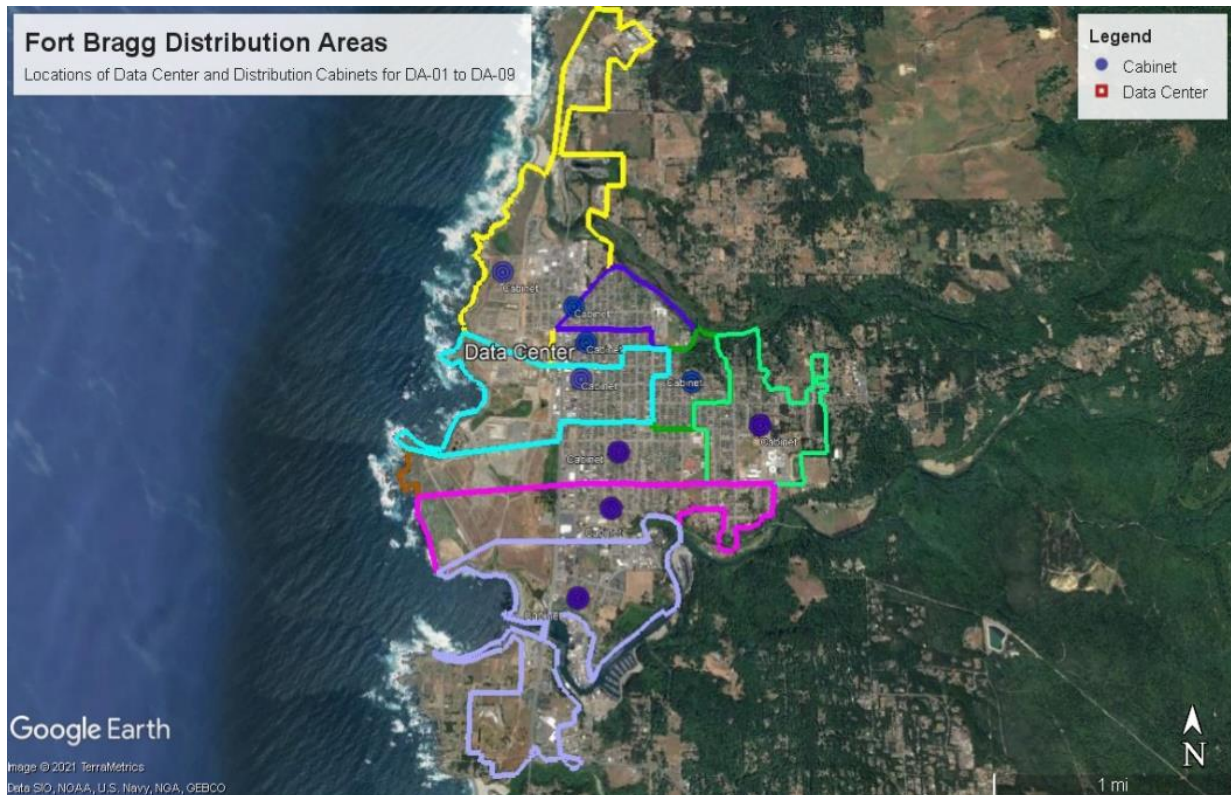 Fort Bragg Distribution Areas
Locations of Data Center and Distribution Cabinets for DA-01 to DA-09
Legend
Cabinet
Data Center
Cabinet
Cabinet
Cabinet
Data Center
Cabinet
Cabinet
Cabinet
Cabinet
Cabinet
Cabinet
Google Earth
Image © 2021 TerraMetrics
Data SIO, NOAA, U.S. Navy, NGA, GEBCO
N
1 mi